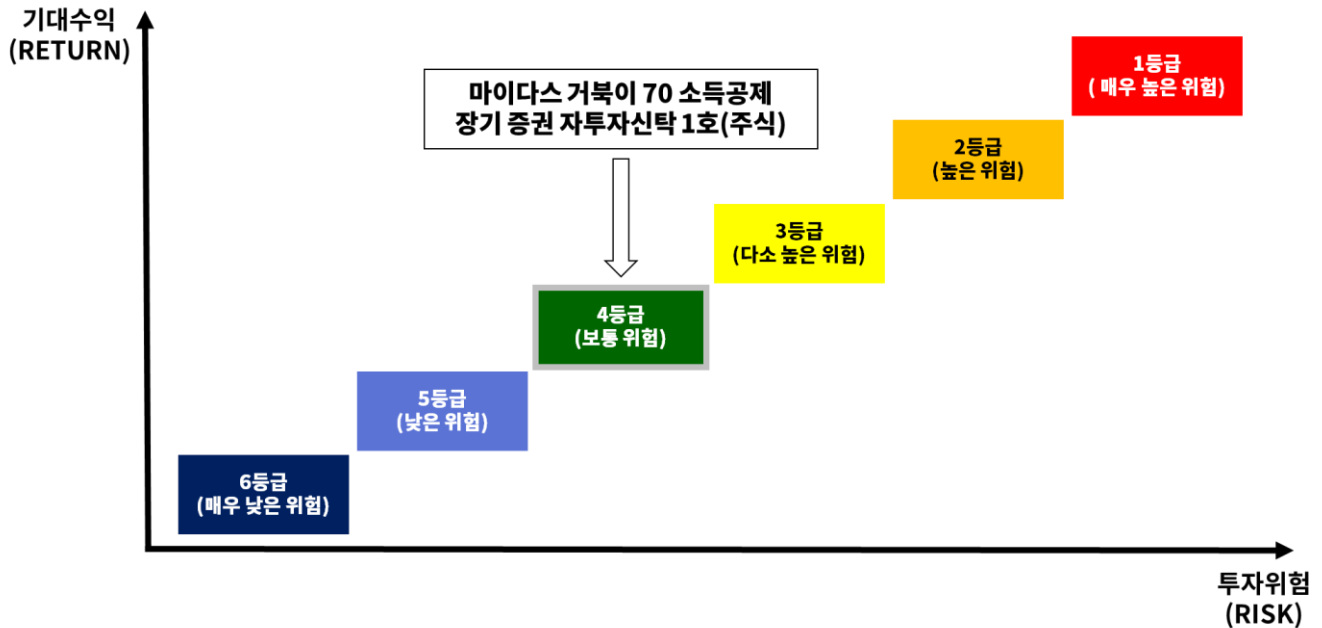 기대수익
(RETURN)
마이다스 거북이 70 소득공제
장기 증권 자투자신탁 1호(주식)
1등급
( 매우 높은 위험)
2등급
(높은 위험)
3등급
(다소 높은 위험)
4등급
(보통 위험)
5등급
(낮은 위험)
6등급
(매우 낮은 위험)
투자위험
(RISK)